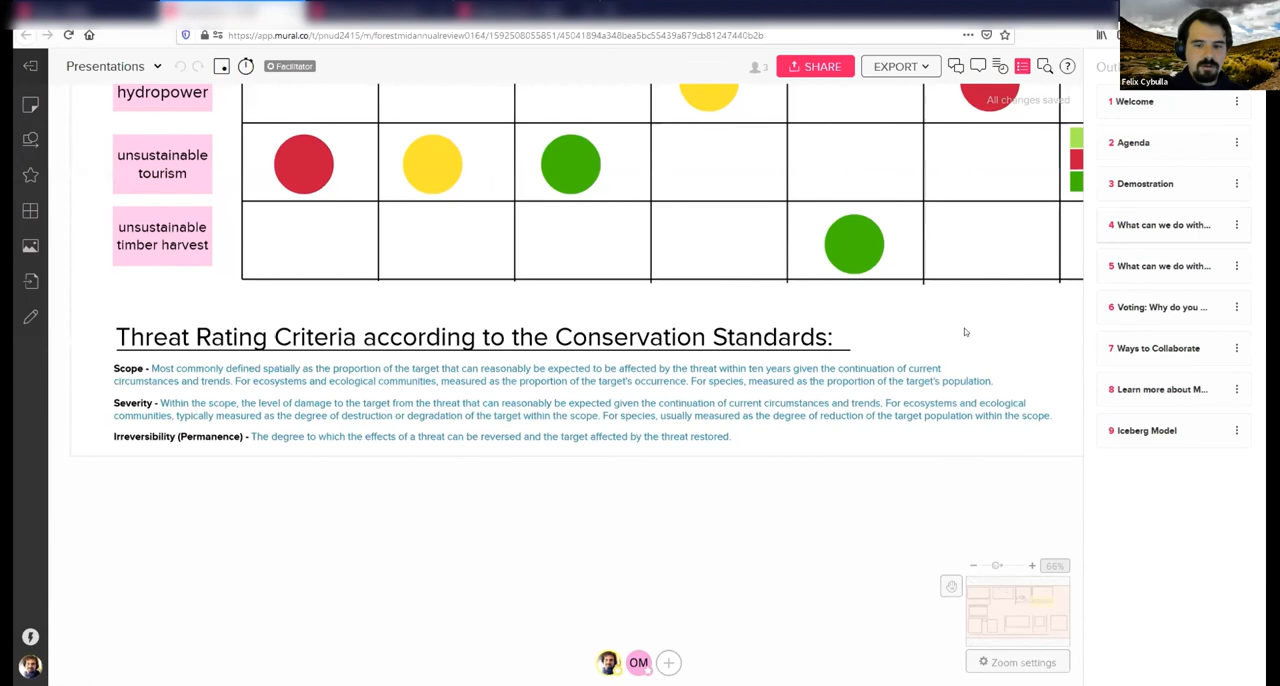 https://app.mural.co/t/pnud2415/m/forestmidannualreview0164/1592508055851/45041894a348bea5bc55439a879db81247440b2b
Felix Cybulla
Presentations
Facilitator
3
SHARE
EXPORT
All changes saved
hydropower
unsustainable
tourism
unsustainable
timber harvest
Threat Rating Criteria according to the Conservation Standards:
Scope - Most commonly defined spatially as the proportion of the target that can reasonably be expected to be affected by the threat within ten years given the continuation of current
circumstances and trends. For ecosystems and ecological communities, measured as the proportion of the target's occurrence. For species, measured as the proportion of the target's population.
Severity - Within the scope, the level of damage to the target from the threat that can reasonably be expected given the continuation of current circumstances and trends. For ecosystems and ecological
communities, typically measured as the degree of destruction or degradation of the target within the scope. For species, usually measured as the degree of reduction of the target population within the scope.
Irreversibility (Permanence) - The degree to which the effects of a threat can be reversed and the target affected by the threat restored.
1 Welcome
2 Agenda
3 Demostration
4 What can we do with...
5 What can we do with...
6 Voting: Why do you ...
7 Ways to Collaborate
8 Learn more about M...
9 Iceberg Model
66%
OM
Zoom settings